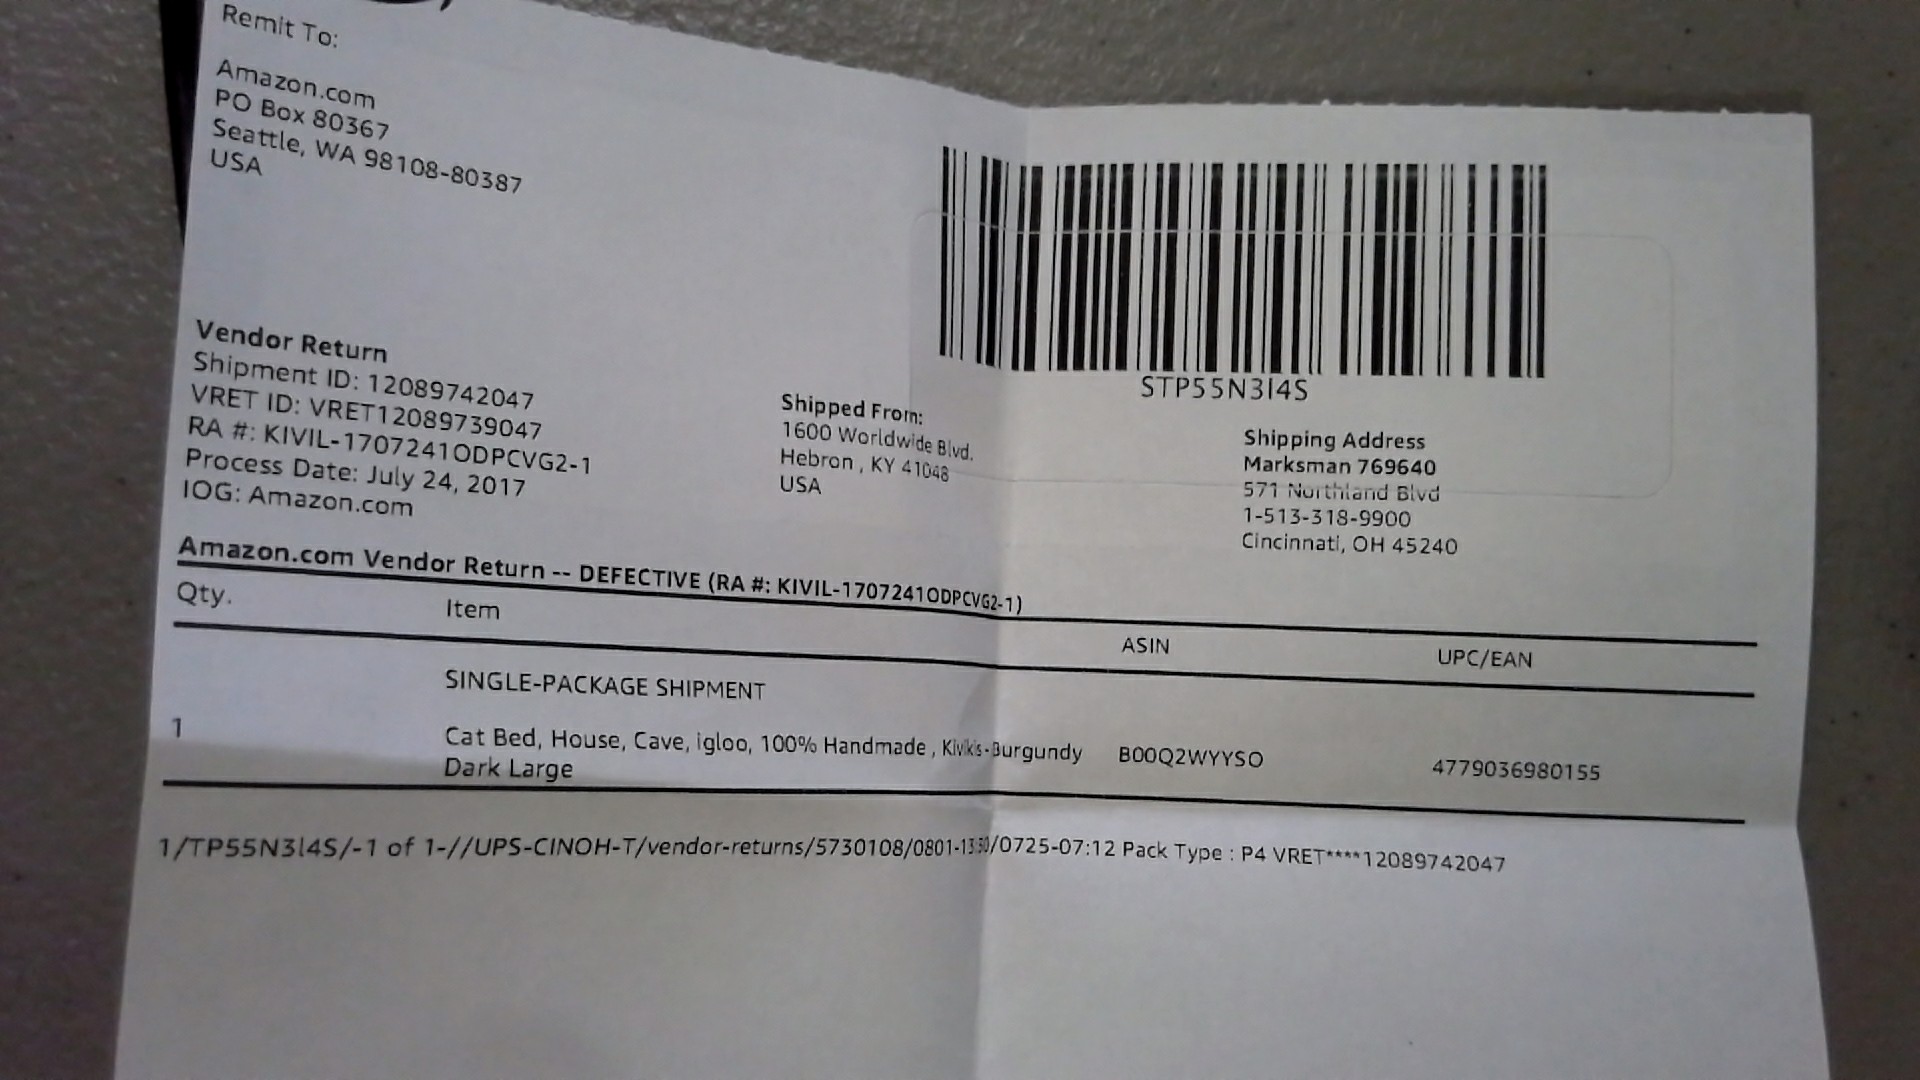 Remit To:
Amazon.com
PO Box 80367
Seattle, WA 98108-80387
USA
STP55N3l4S
Vendor Return
Shipment ID: 12089742047
VRET ID: VRET12089739047
RA #: KIVIL-1707241ODPCVG2-1
Process Date: July 24, 2017
IOG: Amazon.com
Shipped From:
1600 Worldwide Blvd.
Hebron , KY 41048
USA
Shipping Address
Marksman 769640
571 Northland Blvd
1-513-318-9900
Cincinnati, OH 45240
Amazon.com Vendor Return -- DEFECTIVE (RA #: KIVIL-1707241ODPCVG2-1)
Qty. Item ASIN UPC/EAN
SINGLE-PACKAGE SHIPMENT
1 Cat Bed, House, Cave, igloo, 100% Handmade , Kivikis-Burgundy B00Q2WYYSO 4779036980155
Dark Large
1/TP55N3l4S/-1 of 1-//UPS-CINOH-T/vendor-returns/5730108/0801-13:30/0725-07:12 Pack Type : P4 VRET****12089742047